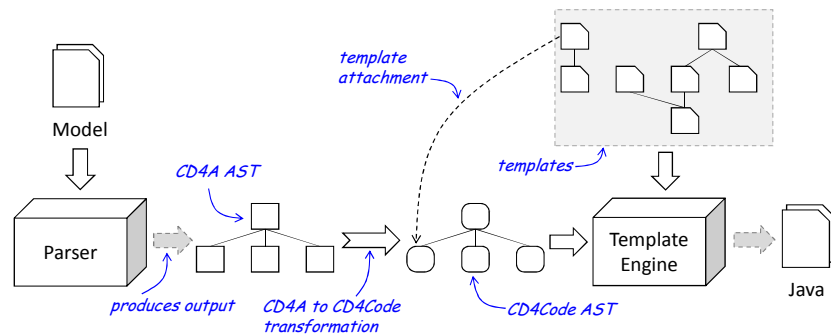 template
attachment
Model
templates
CD4A AST
Parser
Template
Engine
Java
produces output
CD4A to CD4Code
transformation
CD4Code AST